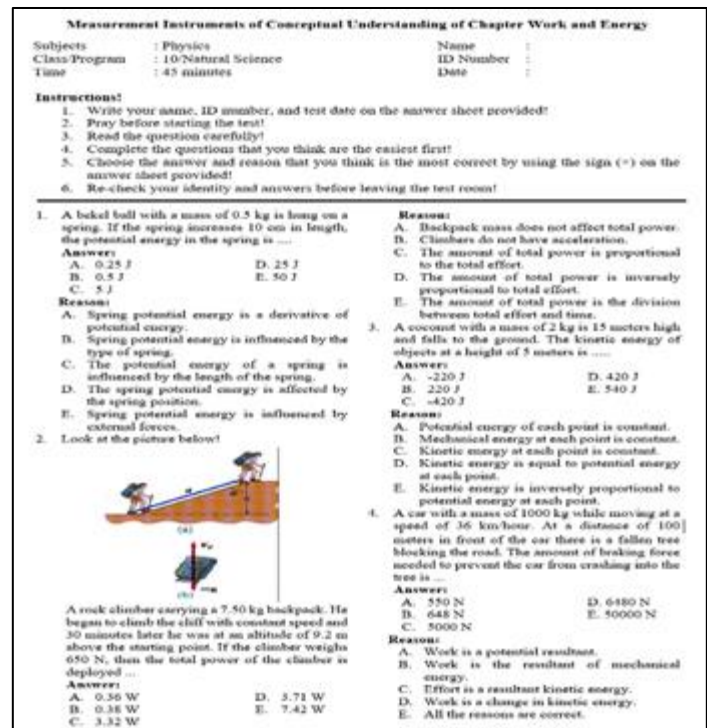 Measurement Instruments of Conceptual Understanding of Chapter Work and Energy
Subjects : Physics
Class/Program : 10/Natural Science
Time : 45 minutes
Name :
ID Number :
Date :
Instructions!
1. Write your name, ID number, and test date on the answer sheet provided!
2. Pray before starting the test!
3. Read the question carefully!
4. Complete the questions that you think are the easiest first!
5. Choose the answer and reason that you think is the most correct by using the sign (×) on the
answer sheet provided!
6. Re-check your identity and answers before leaving the test room!
1. A bekel ball with a mass of 0.5 kg is hung on a
spring. If the spring increases 10 cm in length,
the potential energy in the spring is ....
Answer:
A. 0.25 J
B. 0.5 J
C. 5 J
D. 25 J
E. 50 J
Reason:
A. Spring potential energy is a derivative of
potential energy.
B. Spring potential energy is influenced by the
type of spring.
C. The potential energy of a spring is
influenced by the length of the spring.
D. The spring potential energy is affected by
the spring position.
E. Spring potential energy is influenced by
external forces.
2. Look at the picture below!
(a)
(b)
A rock climber carrying a 7.50 kg backpack. He
began to climb the cliff with constant speed and
30 minutes later he was at an altitude of 9.2 m
above the starting point. If the climber weighs
650 N, then the total power of the climber is
deployed ...
Answer:
A. 0.36 W
B. 0.38 W
C. 3.32 W
D. 3.71 W
E. 7.42 W
Reason:
A. Backpack mass does not affect total power.
B. Climbers do not have acceleration.
C. The amount of total power is proportional
to the total effort.
D. The amount of total power is inversely
proportional to total effort.
E. The amount of total power is the division
between total effort and time.
3. A coconut with a mass of 2 kg is 15 meters high
and falls to the ground. The kinetic energy of
objects at a height of 5 meters is .....
Answer:
A. -220 J
B. 220 J
C. -420 J
D. 420 J
E. 540 J
Reason:
A. Potential energy of each point is constant.
B. Mechanical energy at each point is constant.
C. Kinetic energy at each point is constant.
D. Kinetic energy is equal to potential energy
at each point.
E. Kinetic energy is inversely proportional to
potential energy at each point.
4. A car with a mass of 1000 kg while moving at a
speed of 36 km/hour. At a distance of 100
meters in front of the car there is a fallen tree
blocking the road. The amount of braking force
needed to prevent the car from crashing into the
tree is ...
Answer:
A. 550 N
B. 648 N
C. 5000 N
D. 6480 N
E. 50000 N
Reason:
A. Work is a potential resultant.
B. Work is the resultant of mechanical
energy.
C. Effort is a resultant kinetic energy.
D. Work is a change in kinetic energy.
E. All the reasons are correct.